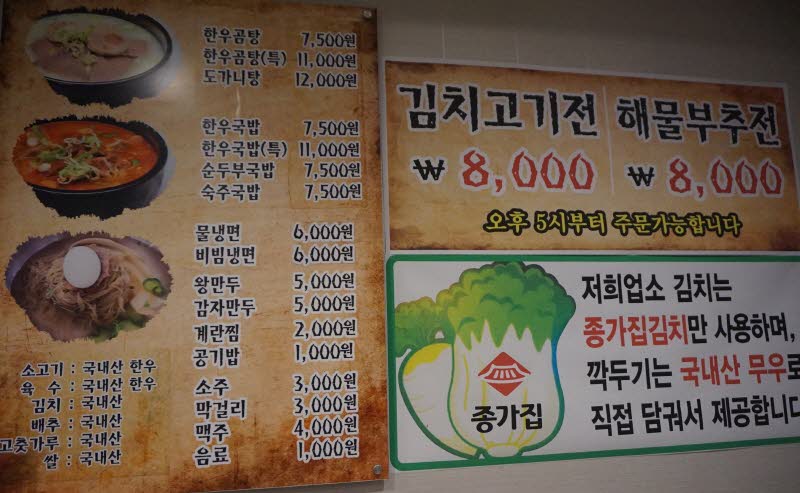 한우곰탕 7,500원
한우곰탕(특) 11,000원
도가니탕 12,000원
한우국밥 7,500원
한우국밥(특) 11,000원
순두부국밥 7,500원
숙주국밥 7,500원
물냉면 6,000원
비빔냉면 6,000원
왕만두 5,000원
감자만두 5,000원
계란찜 2,000원
공기밥 1,000원
소주 3,000원
막걸리 3,000원
맥주 4,000원
음료 1,000원
소고기 : 국내산 한우
육 수 : 국내산 한우
김치 : 국내산
배추 : 국내산
고춧가루 : 국내산
쌀 : 국내산
김치고기전 해물부추전
₩ 8,000 ₩ 8,000
오후 5시부터 주문가능합니다
저희업소 김치는
종가집김치만 사용하며,
깍두기는 국내산 무우로
직접 담궈서 제공합니다
종가집